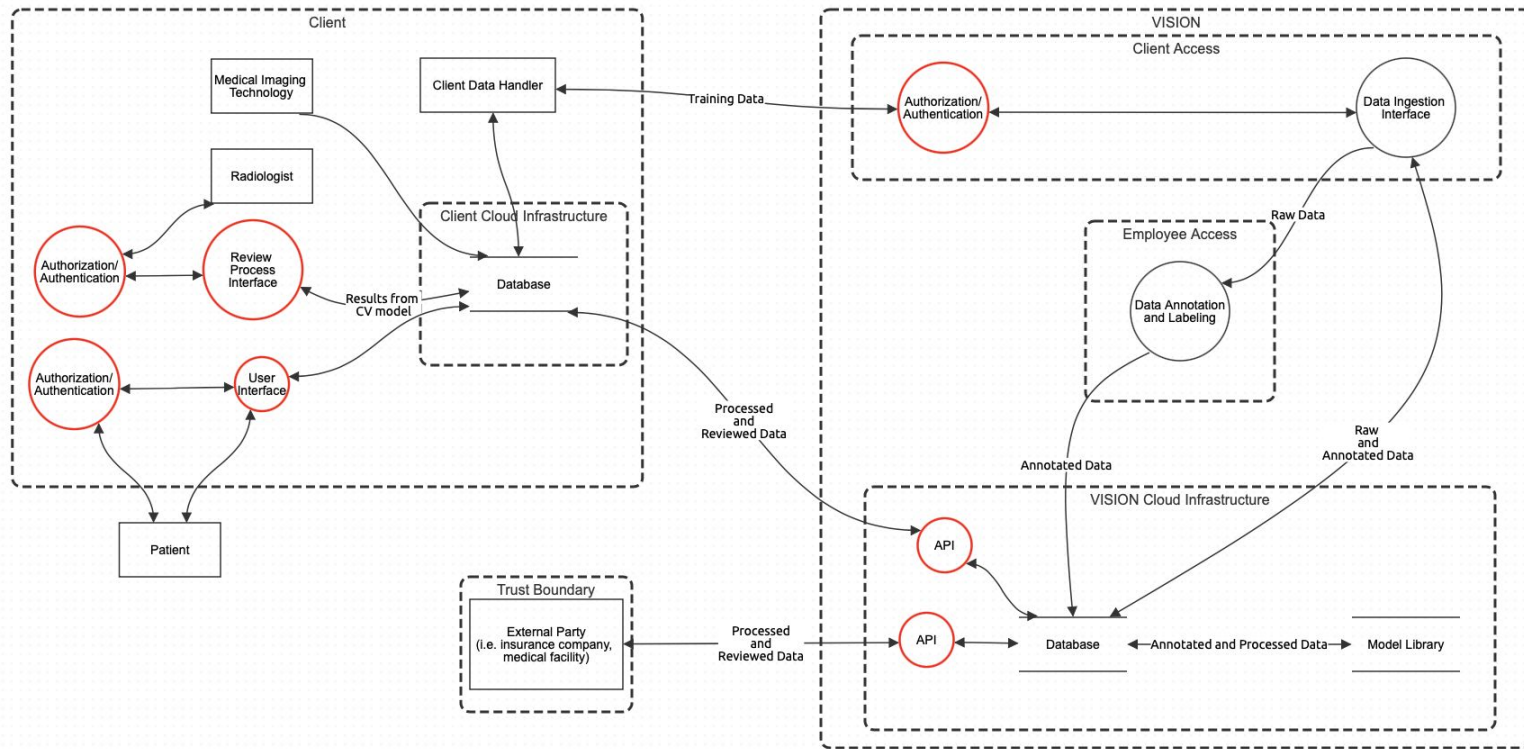 Client
Medical Imaging
Technology
Client Data Handler
Radiologist
Client Cloud Infrastructure
Authorization/
Authentication
Review
Process
Interface
Results from
CV model
Database
Authorization/
Authentication
User
Interface
Patient
Training Data
Processed
and
Reviewed Data
Trust Boundary
External Party
(i.e. insurance company,
medical facility)
Processed
and
Reviewed Data
VISION
Client Access
Authorization/
Authentication
Data Ingestion
Interface
Raw Data
Employee Access
Data Annotation
and Labeling
Annotated Data
Raw
and
Annotated Data
VISION Cloud Infrastructure
API
API
Database
Annotated and Processed Data
Model Library